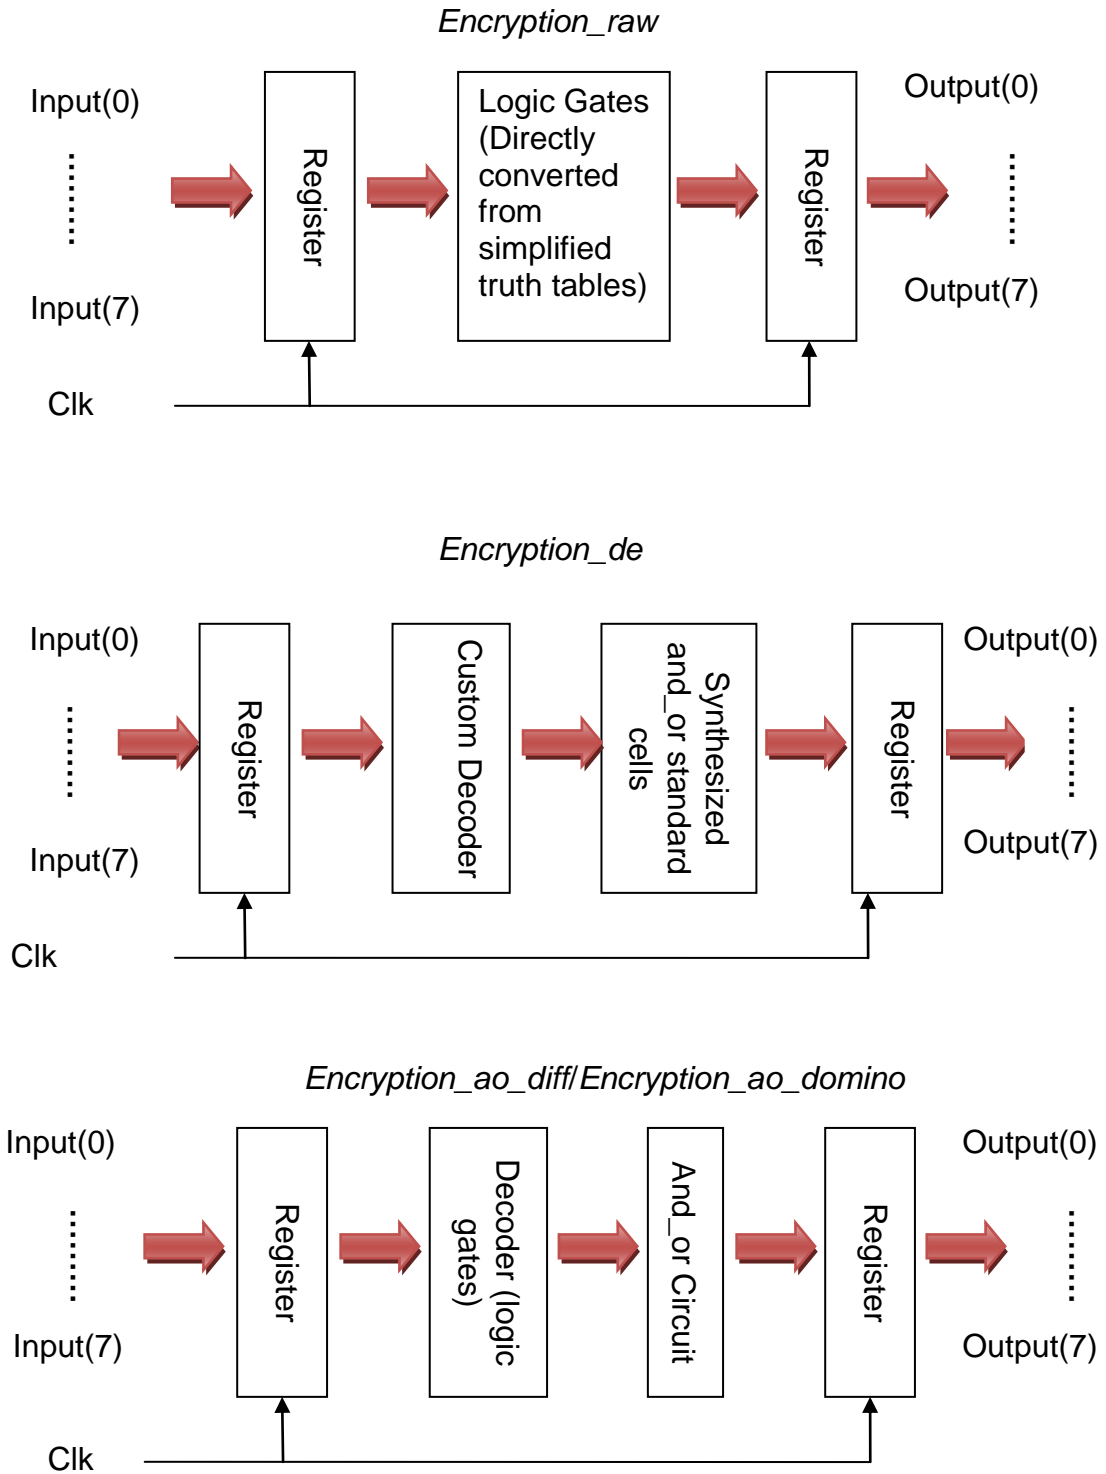 Encryption_raw
Input(0)
Input(7)
Register
Logic Gates
(Directly
converted
from
simplified
truth tables)
Register
Output(0)
Output(7)
Clk
Encryption_de
Input(0)
Input(7)
Register
Custom Decoder
Synthesized
and_or standard
cells
Register
Output(0)
Output(7)
Clk
Encryption_ao_diff/Encryption_ao_domino
Input(0)
Input(7)
Register
Decoder (logic
gates)
And_or Circuit
Register
Output(0)
Output(7)
Clk